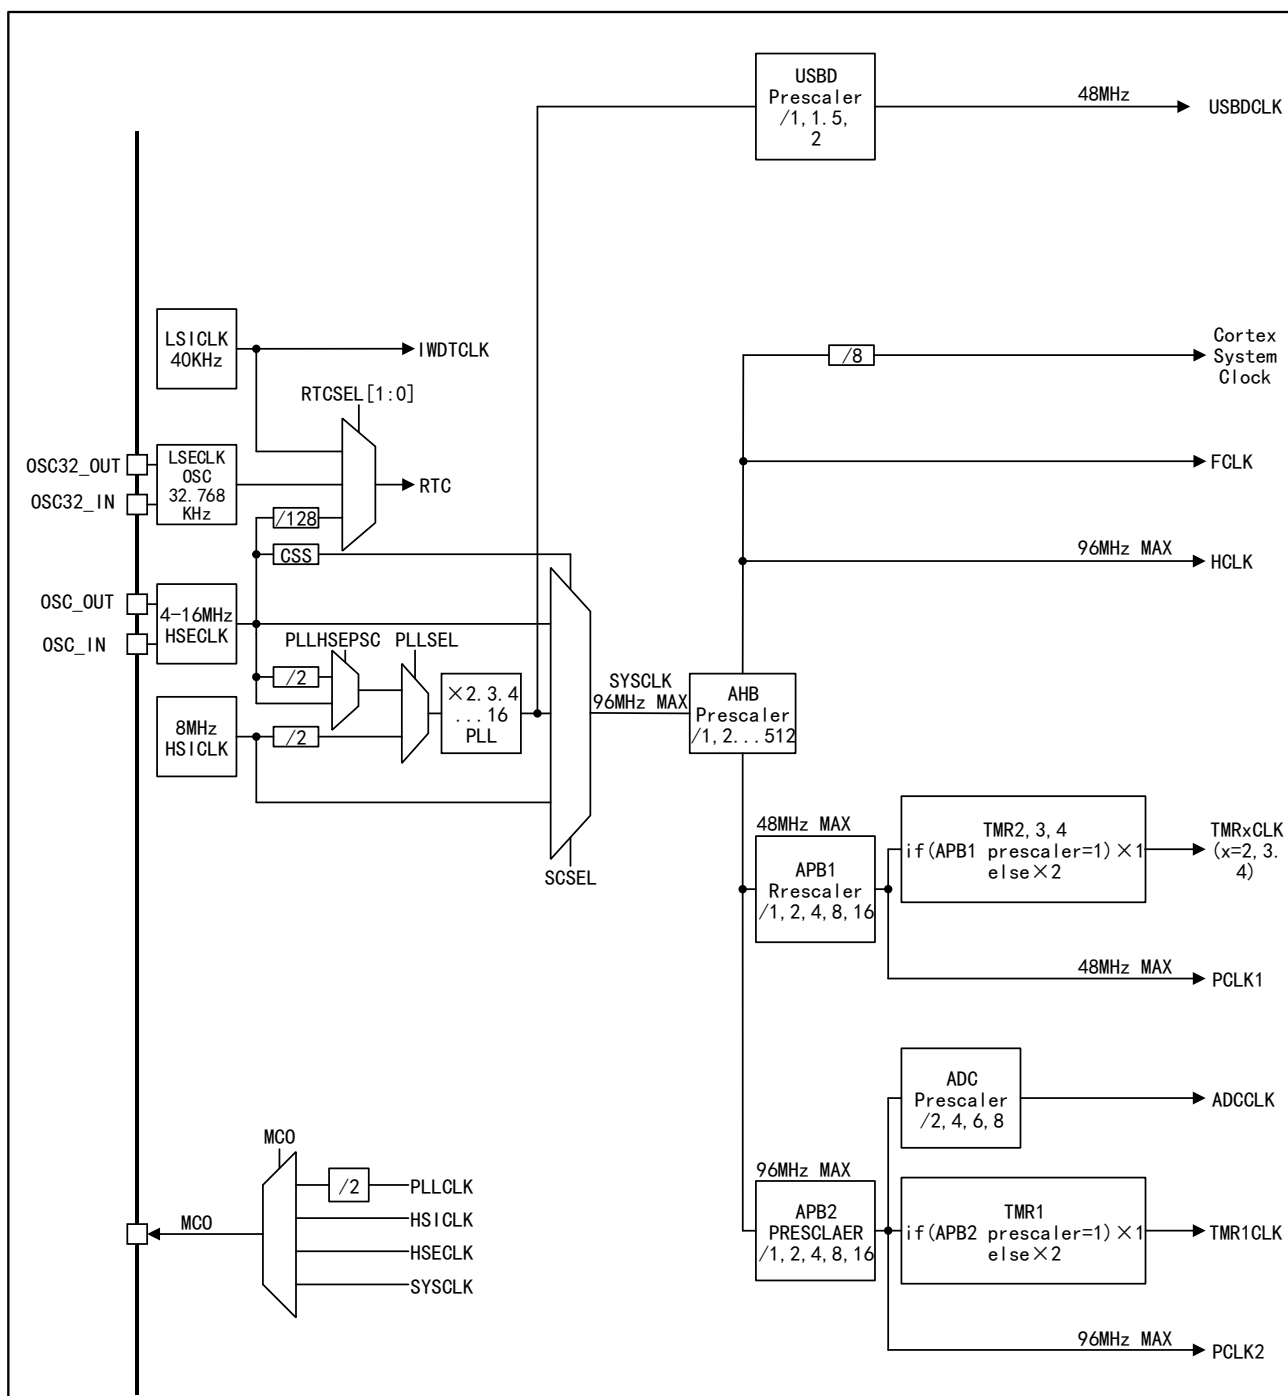 USBD
Prescaler
/1, 1.5,
2
48MHz
USBDCLK
LSICLK
40KHz
IWDTCLK
RTCSEL[1:0]
OSC32_OUT
OSC32_IN
LSECLK
OSC
32.768
KHz
RTC
/128
CSS
OSC_OUT
OSC_IN
4-16MHz
HSECLK
PLLHSEPSC
PLLSEL
/2
8MHz
HSICLK
/2
×2.3.4
...16
PLL
SCSEL
SYSCLK
96MHz MAX
AHB
Prescaler
/1,2...512
/8
Cortex
System
Clock
FCLK
96MHz MAX
HCLK
48MHz MAX
APB1
Rrescaler
/1,2,4,8,16
TMR2,3,4
if(APB1 prescaler=1)×1
else×2
TMRxCLK
(x=2,3.
4)
48MHz MAX
PCLK1
ADC
Prescaler
/2,4,6,8
ADCCLK
96MHz MAX
APB2
PRESCLAER
/1,2,4,8,16
TMR1
if(APB2 prescaler=1)×1
else×2
TMR1CLK
96MHz MAX
PCLK2
MCO
MCO
/2
PLLCLK
HSICLK
HSECLK
SYSCLK